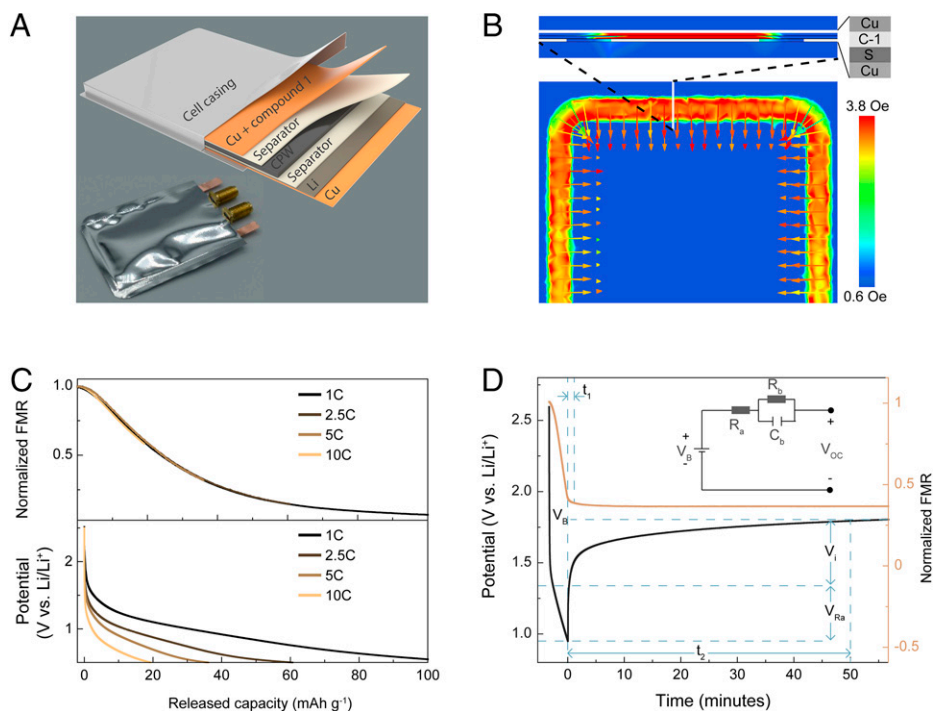 A
Cell casing
Cu + compound 1
Separator
CPW
Separator
Li
Cu
B
Cu
C-1
S
Cu
3.8 Oe
0.6 Oe
C
Normalized FMR
1.0
0.5
1C
2.5C
5C
10C
Potential
(V vs. Li/Li⁺)
2
1
1C
2.5C
5C
10C
0 20 40 60 80 100
Released capacity (mAh g⁻¹)
D
Potential (V vs. Li/Li⁺)
2.5
2.0
1.5
1.0
t₁
R_b
R_a
C_b
+
V_B
-
+
V_OC
-
V_B
V_i
V_Ra
t₂
1
0.5
0
-0.5
Normalized FMR
0 10 20 30 40 50
Time (minutes)